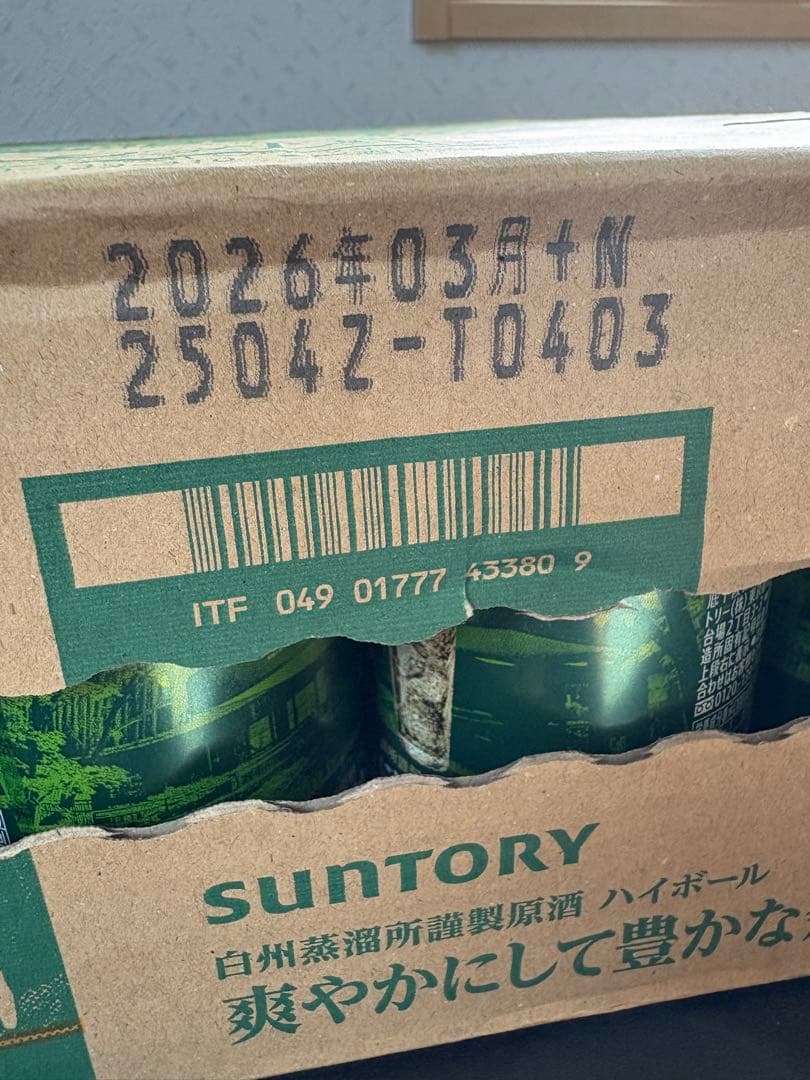 2026年03月+N
2504Z-T0403
ITF 049 01777 43380 9
SUNTORY
白州蒸溜所謹製原酒 ハイボール
爽やかにして豊かな